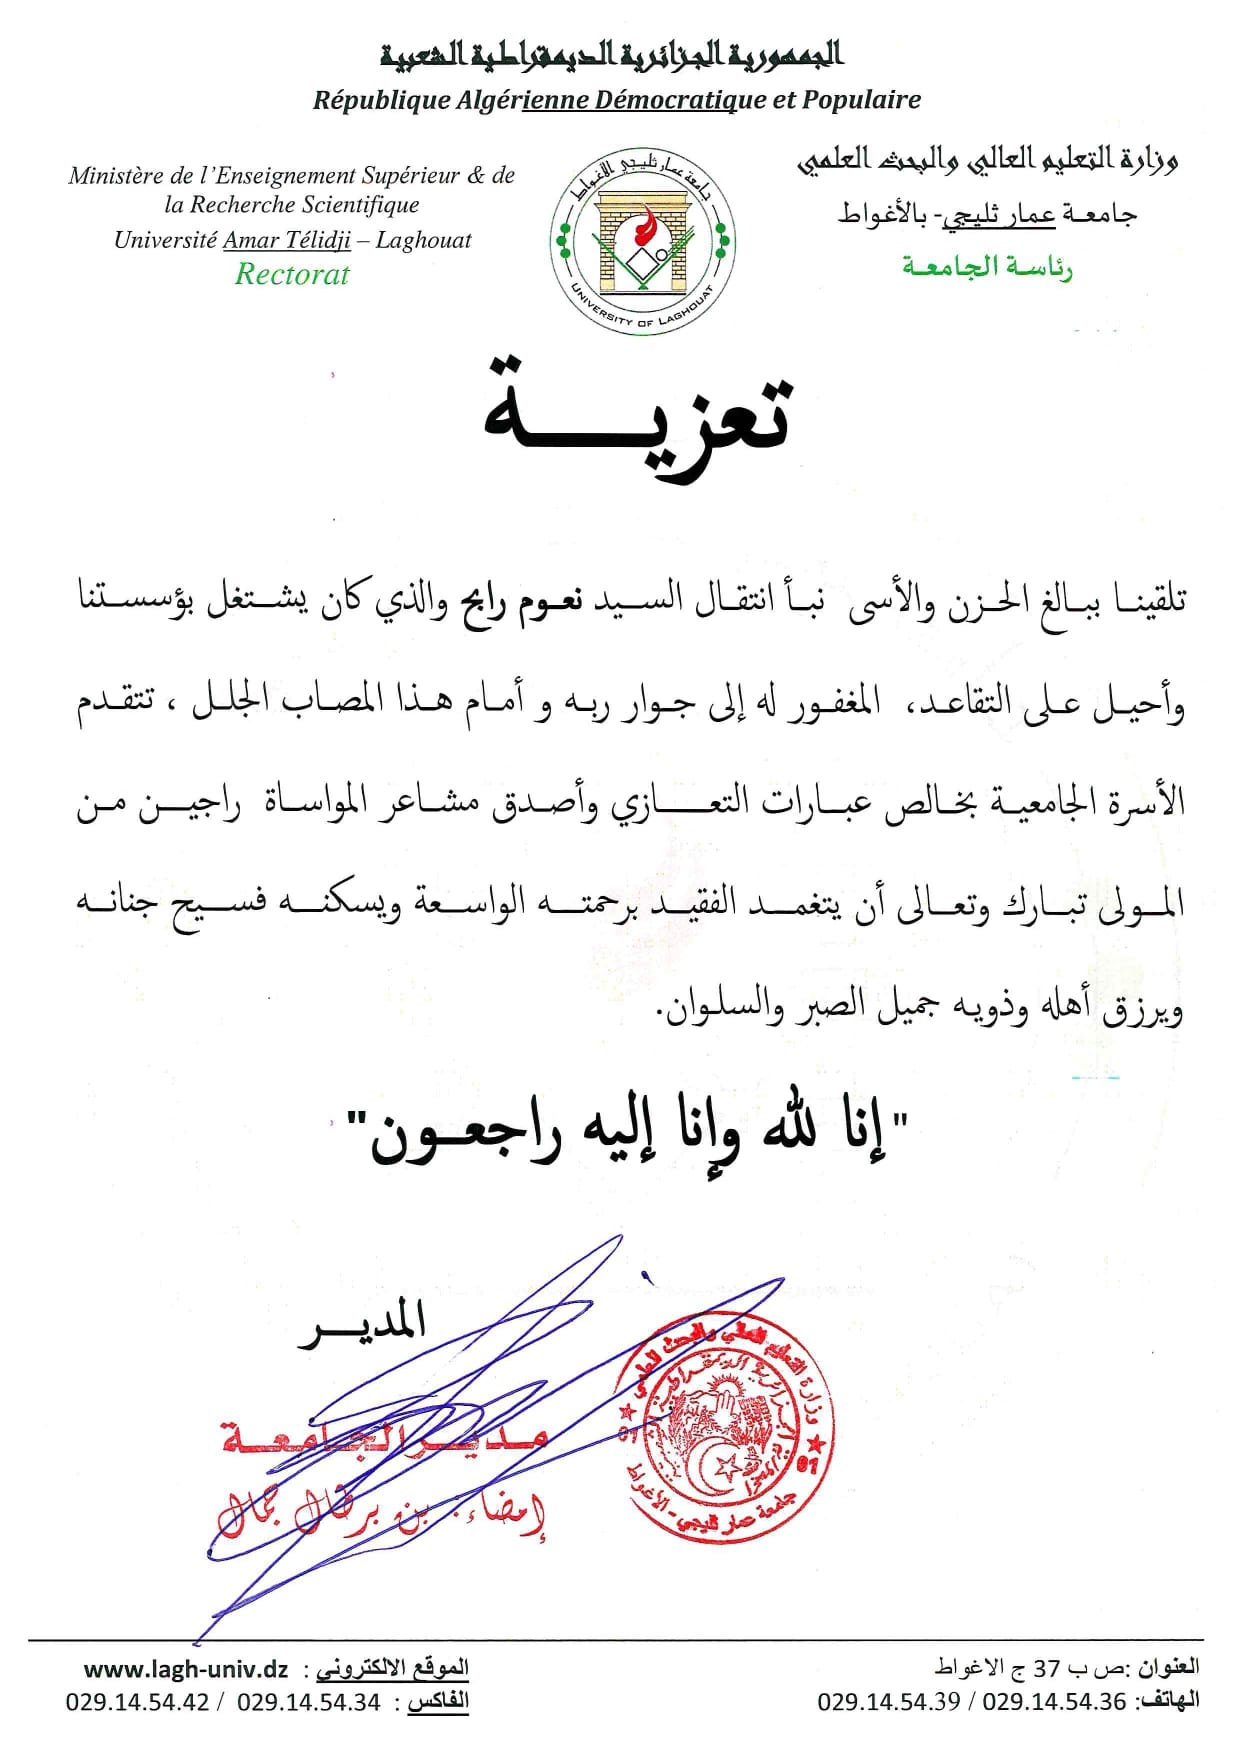 الجمهورية الجزائرية الديمقراطية الشعبية
République Algérienne Démocratique et Populaire
وزارة التعليم العالي والبحث العلمي
جامعة عمار ثليجي- بالأغواط
رئاسة الجامعة
Ministère de l’Enseignement Supérieur & de
la Recherche Scientifique
Université Amar Télidji – Laghouat
Rectorat
جامعة عمار ثليجي الأغواط
UNIVERSITY OF LAGHOUAT
تعزية
تلقينا ببالغ الحزن والأسى نبأ انتقال السيد نعوم رابح والذي كان يشتغل بؤسستنا
وأحيل على التقاعد، المغفور له إلى جوار ربه و أمام هذا المصاب الجلل ، تتقدم
الأسرة الجامعية بخالص عبارات التعازي وأصدق مشاعر المواساة راجين من
المولى تبارك وتعالى أن يتغمد الفقيد برحمته الواسعة ويسكنه فسيح جنانه
ويرزق أهله وذويه جميل الصبر والسلوان.
"إنا لله وإنا إليه راجعون"
المدير
مدير الجامعة
إمضاء: بن برطال جمال
وزارة التعليم العالي والبحث العلمي
جامعة عمار ثليجي - الأغواط
01
01
العنوان :ص ب 37 ج الاغواط
الهاتف: 029.14.54.36 / 029.14.54.39
الموقع الالكتروني : www.lagh-univ.dz
الفاكس : 029.14.54.34 / 029.14.54.42